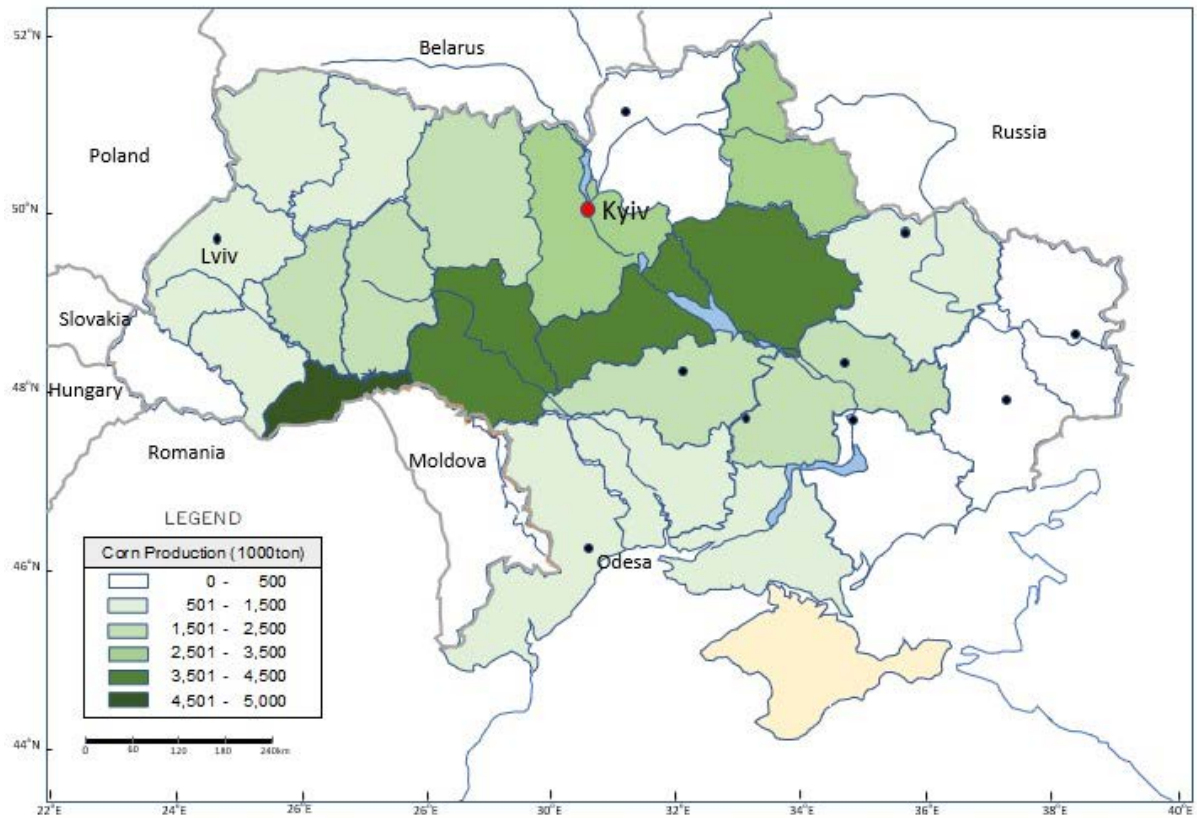 52°N
Belarus
Russia
Poland
50°N
Kyiv
Lviv
Slovakia
Hungary
48°N
Romania
Moldova
LEGEND
Corn Production (1000ton)
0 - 500
501 - 1,500
1,501 - 2,500
2,501 - 3,500
3,501 - 4,500
4,501 - 5,000
46°N
Odesa
44°N
0 60 120 180 240km
22°E 24°E 26°E 26°E 30°E 32°E 34°E 36°E 38°E 40°E